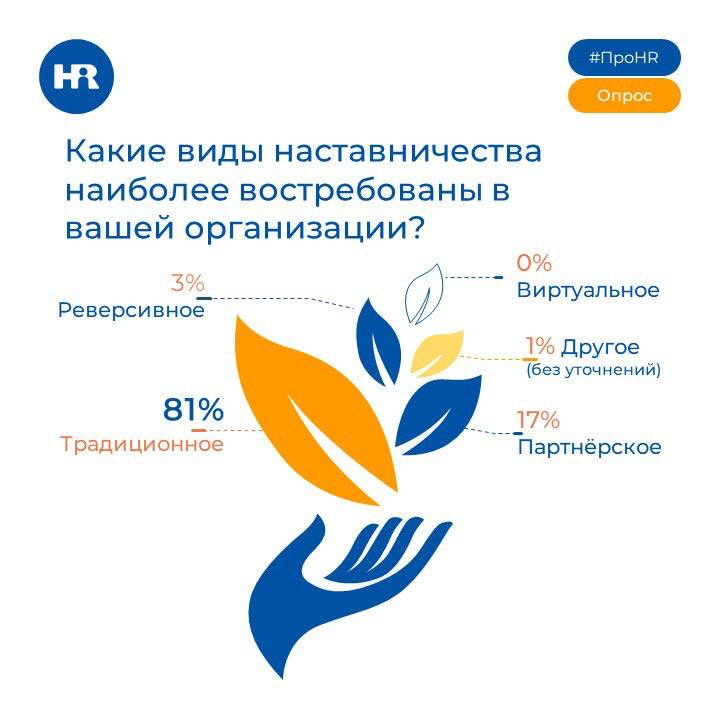 HR
#ПроHR
Опрос
Какие виды наставничества
наиболее востребованы в
вашей организации?
0%
Виртуальное
3%
Реверсивное
1% Другое
(без уточнений)
81%
Традиционное
17%
Партнёрское